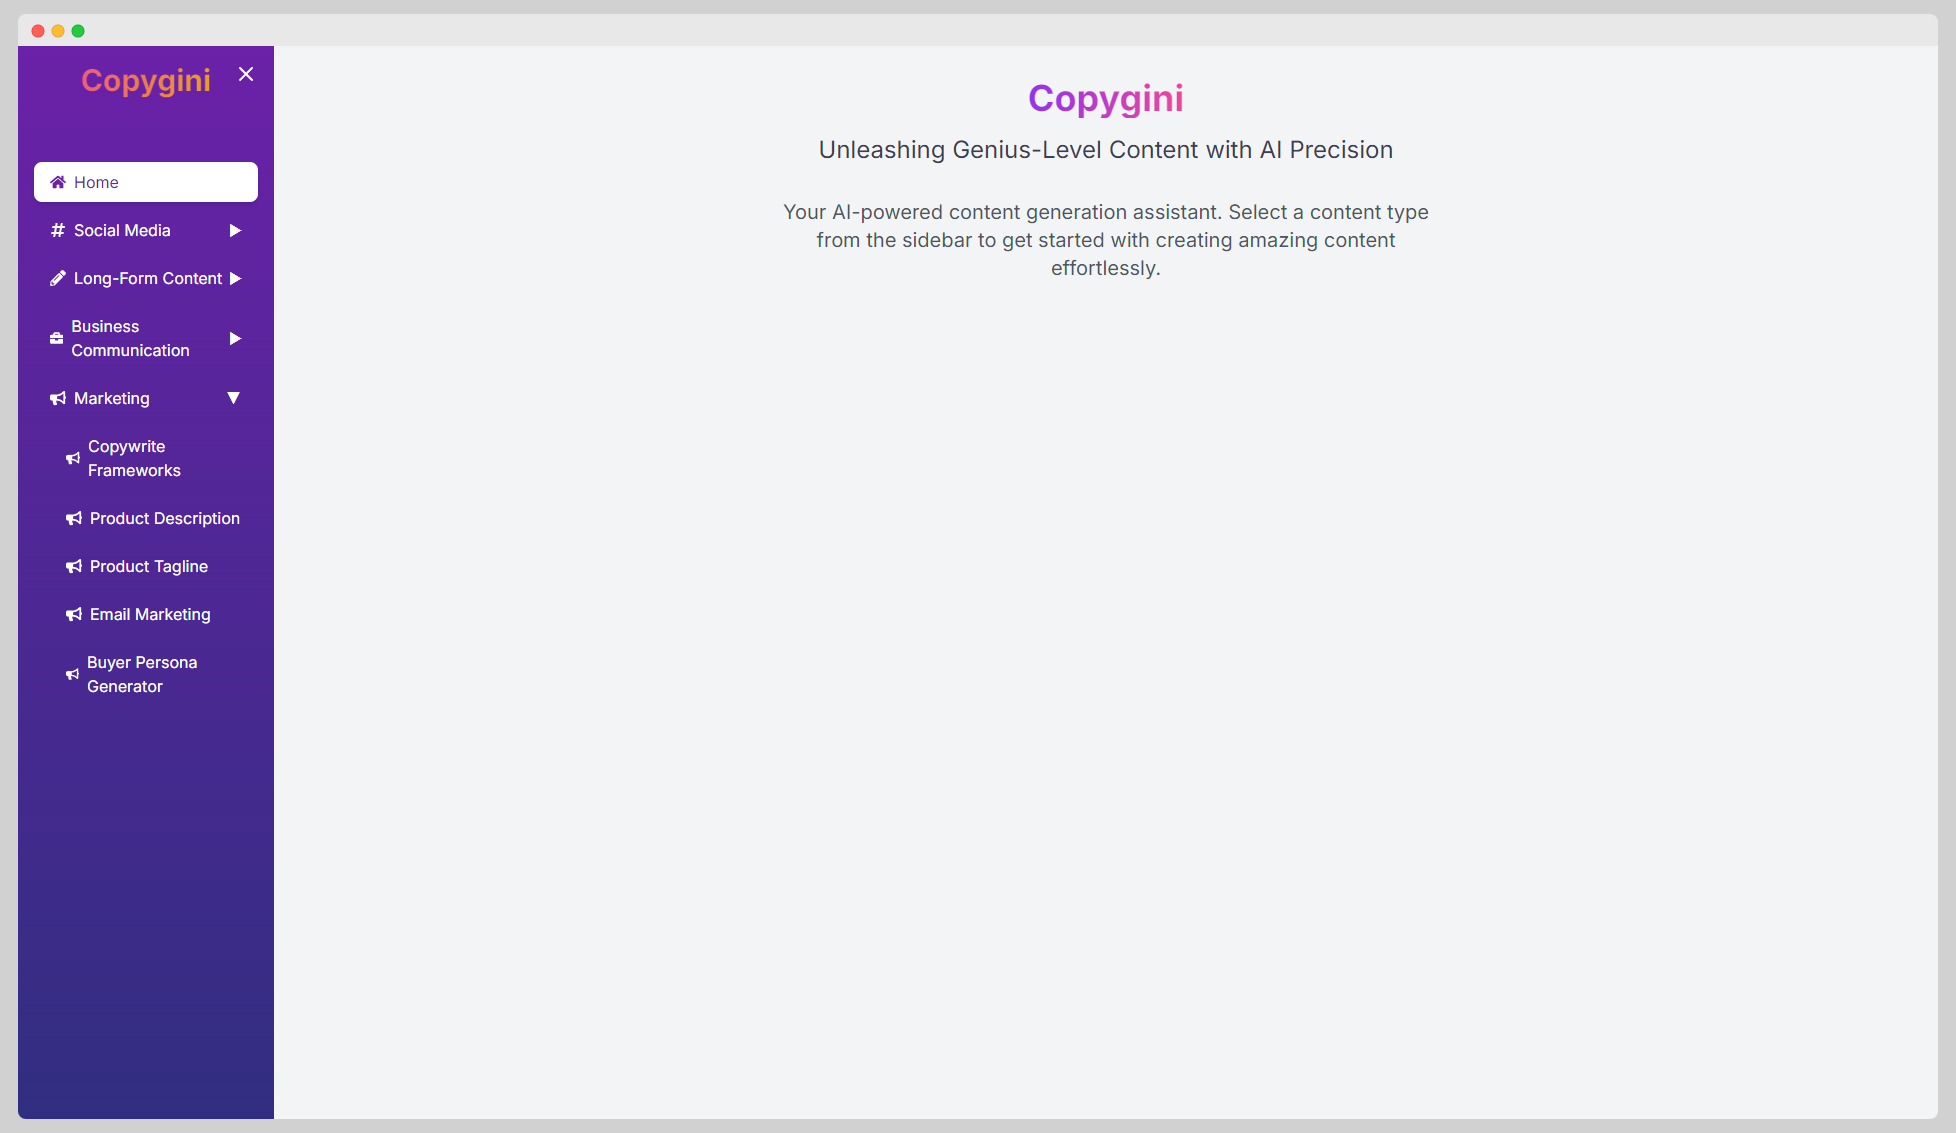 Copygini
Home
Social Media
Long-Form Content
Business
Communication
Marketing
Copywrite
Frameworks
Product Description
Product Tagline
Email Marketing
Buyer Persona
Generator
Copygini
Unleashing Genius-Level Content with AI Precision
Your AI-powered content generation assistant. Select a content type
from the sidebar to get started with creating amazing content
effortlessly.